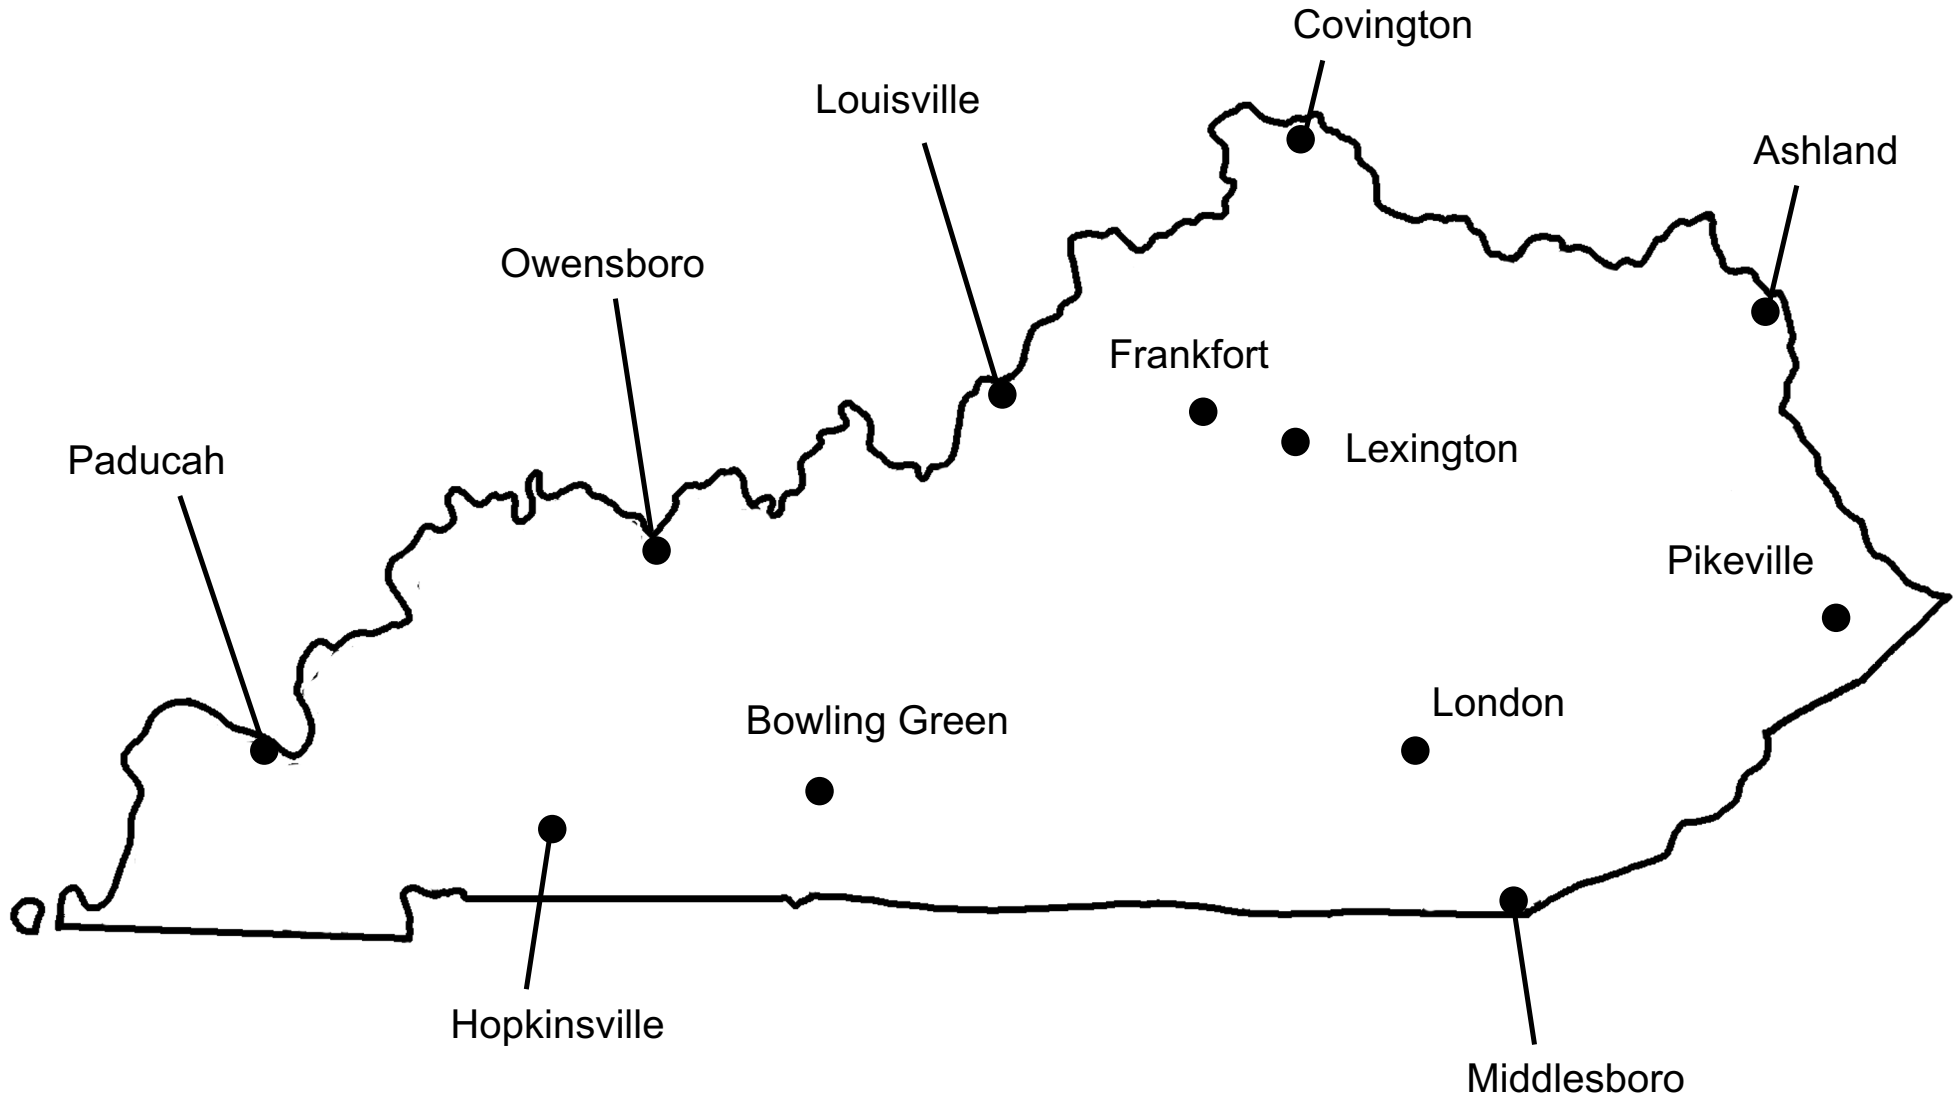 Covington
Louisville
Ashland
Owensboro
Frankfort
Lexington
Paducah
Pikeville
London
Bowling Green
Hopkinsville
Middlesboro